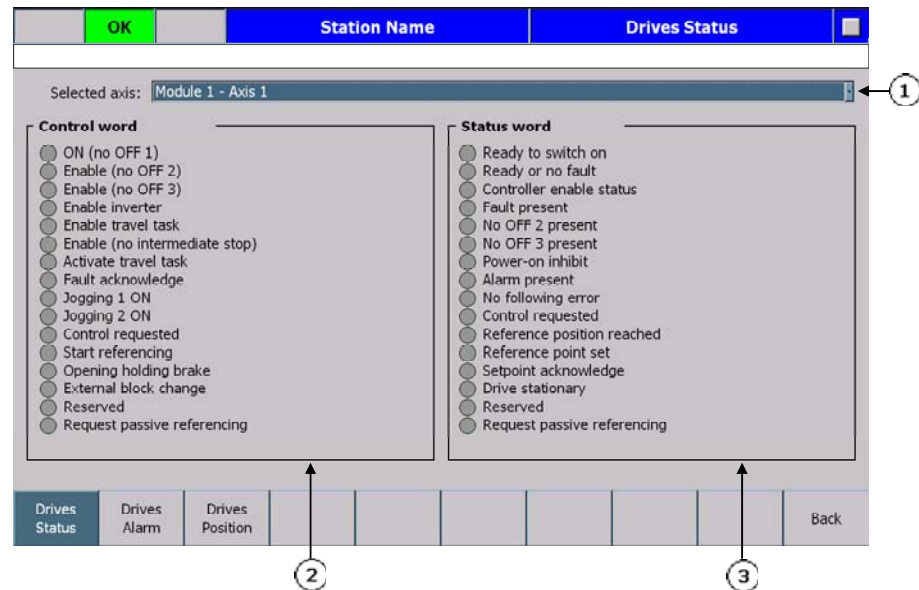 OK Station Name Drives Status
Selected axis: Module 1 - Axis 1
1
Control word
ON (no OFF 1)
Enable (no OFF 2)
Enable (no OFF 3)
Enable inverter
Enable travel task
Enable (no intermediate stop)
Activate travel task
Fault acknowledge
Jogging 1 ON
Jogging 2 ON
Control requested
Start referencing
Opening holding brake
External block change
Reserved
Request passive referencing
Status word
Ready to switch on
Ready or no fault
Controller enable status
Fault present
No OFF 2 present
No OFF 3 present
Power-on inhibit
Alarm present
No following error
Control requested
Reference position reached
Reference point set
Setpoint acknowledge
Drive stationary
Reserved
Request passive referencing
Drives
Status
Drives
Alarm
Drives
Position
Back
2
3